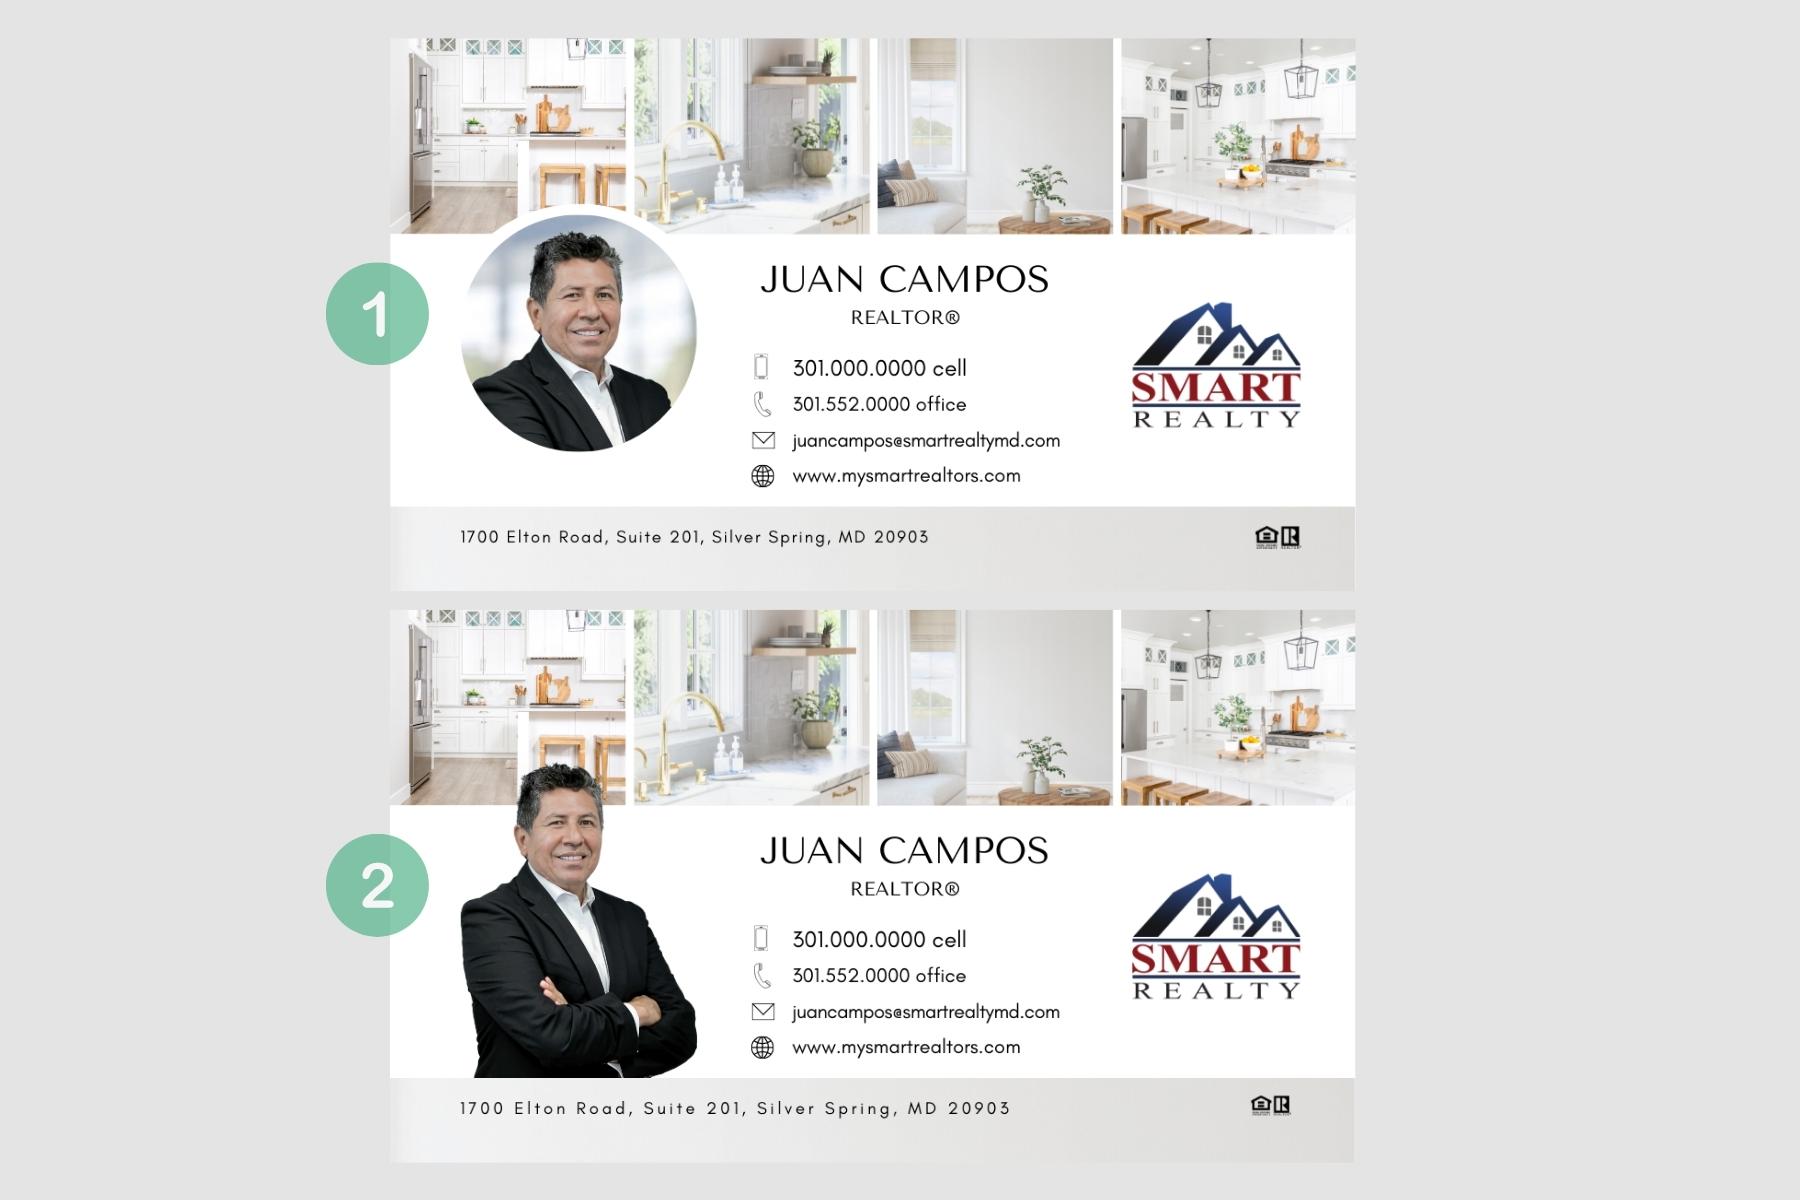 1
JUAN CAMPOS
REALTOR®
301.000.0000 cell
301.552.0000 office
juancampos@smartrealtymd.com
www.mysmartrealtors.com
SMART
REALTY
1700 Elton Road, Suite 201, Silver Spring, MD 20903
2
JUAN CAMPOS
REALTOR®
301.000.0000 cell
301.552.0000 office
juancampos@smartrealtymd.com
www.mysmartrealtors.com
SMART
REALTY
1700 Elton Road, Suite 201, Silver Spring, MD 20903